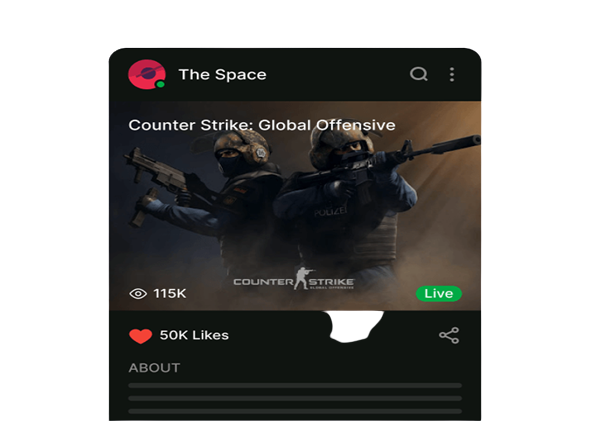 The Space
Counter Strike: Global Offensive
POLIZEI
COUNTER STRIKE
GLOBAL OFFENSIVE
115K
Live
50K Likes
ABOUT